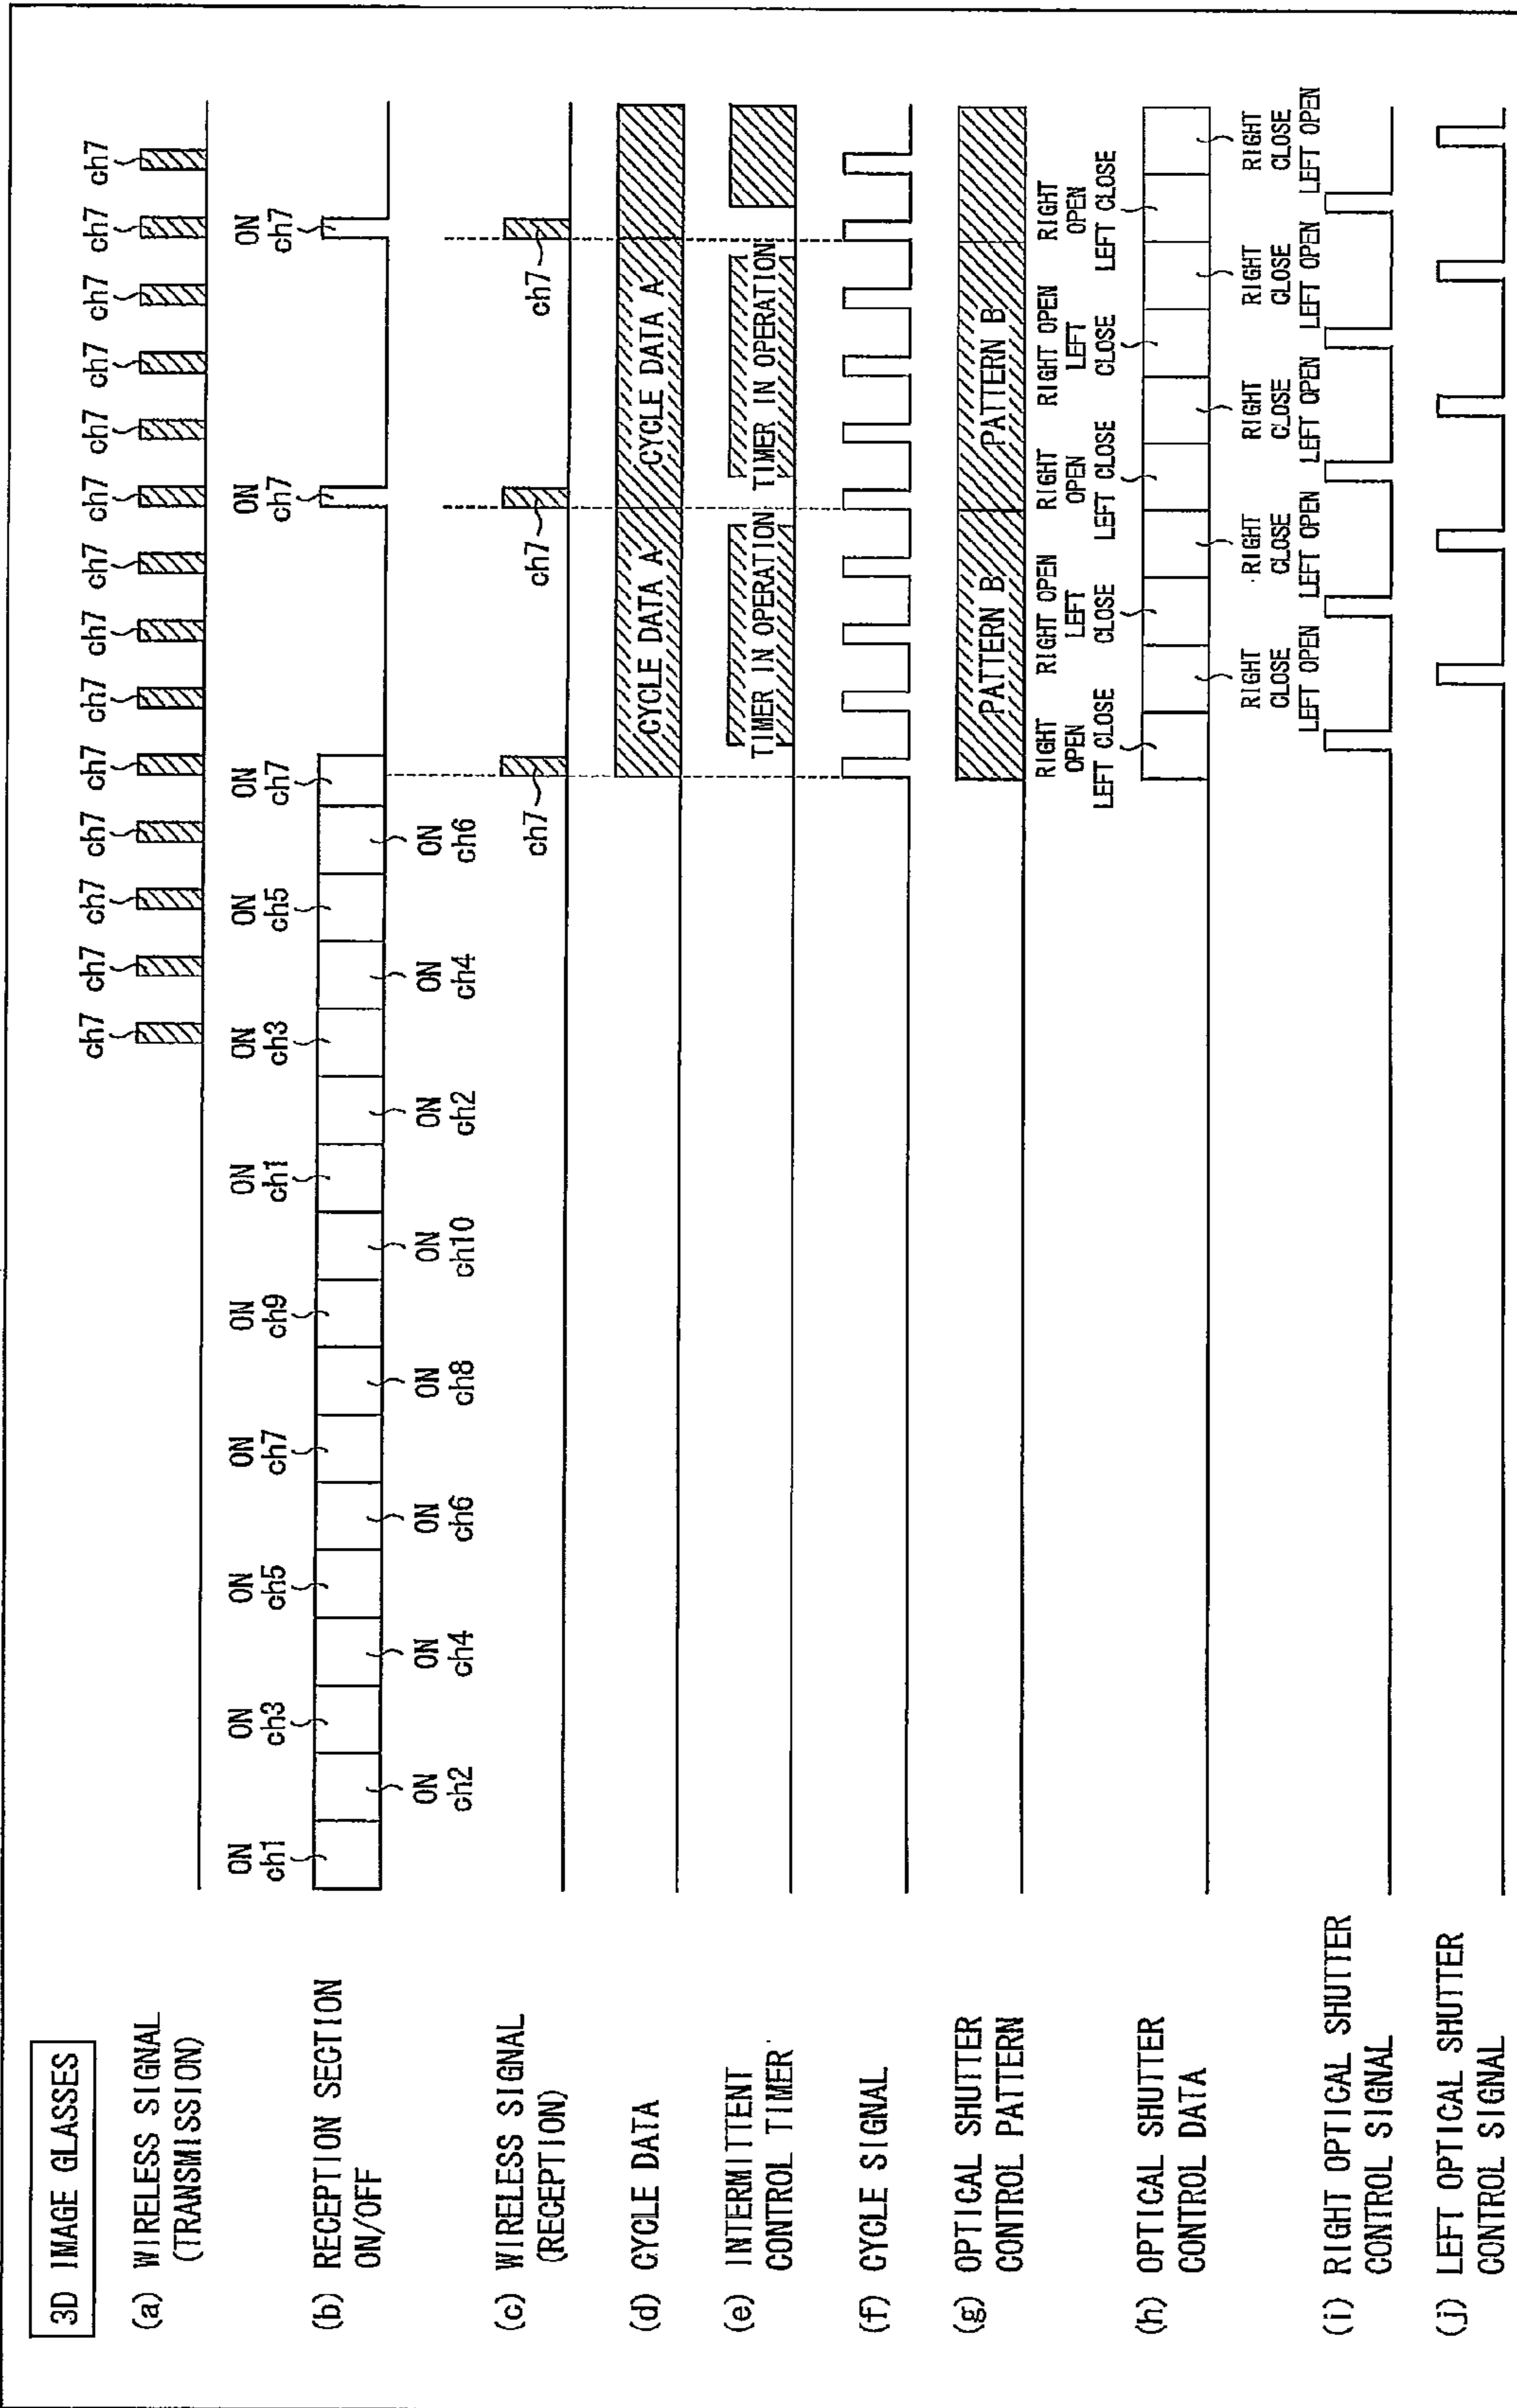 3D IMAGE GLASSES
ch7 ch7 ch7 ch7 ch7 ch7 ch7 ch7 ch7 ch7 ch7 ch7 ch7 ch7
(a) WIRELESS SIGNAL
(TRANSMISSION)
ON ON ON ON ON ON ON ON ON ON ON
ch1 ch3 ch5 ch7 ch9 ch1 ch3 ch5 ch7 ch7 ch7
(b) RECEPTION SECTION
ON/OFF
ON ON ON ON ON ON ON ON
ch2 ch4 ch6 ch8 ch10 ch2 ch4 ch6
(c) WIRELESS SIGNAL
(RECEPTION)
ch7 ch7 ch7
(d) CYCLE DATA
CYCLE DATA A CYCLE DATA A
(e) INTERMITTENT
CONTROL TIMER
TIMER IN OPERATION TIMER IN OPERATION
(f) CYCLE SIGNAL
(g) OPTICAL SHUTTER
CONTROL PATTERN
PATTERN B PATTERN B
RIGHT RIGHT OPEN RIGHT RIGHT OPEN RIGHT
OPEN LEFT OPEN LEFT OPEN
LEFT CLOSE CLOSE LEFT CLOSE CLOSE LEFT CLOSE
(h) OPTICAL SHUTTER
CONTROL DATA
RIGHT RIGHT RIGHT RIGHT RIGHT
CLOSE CLOSE CLOSE CLOSE CLOSE
LEFT OPEN LEFT OPEN LEFT OPEN LEFT OPEN LEFT OPEN
(i) RIGHT OPTICAL SHUTTER
CONTROL SIGNAL
(j) LEFT OPTICAL SHUTTER
CONTROL SIGNAL